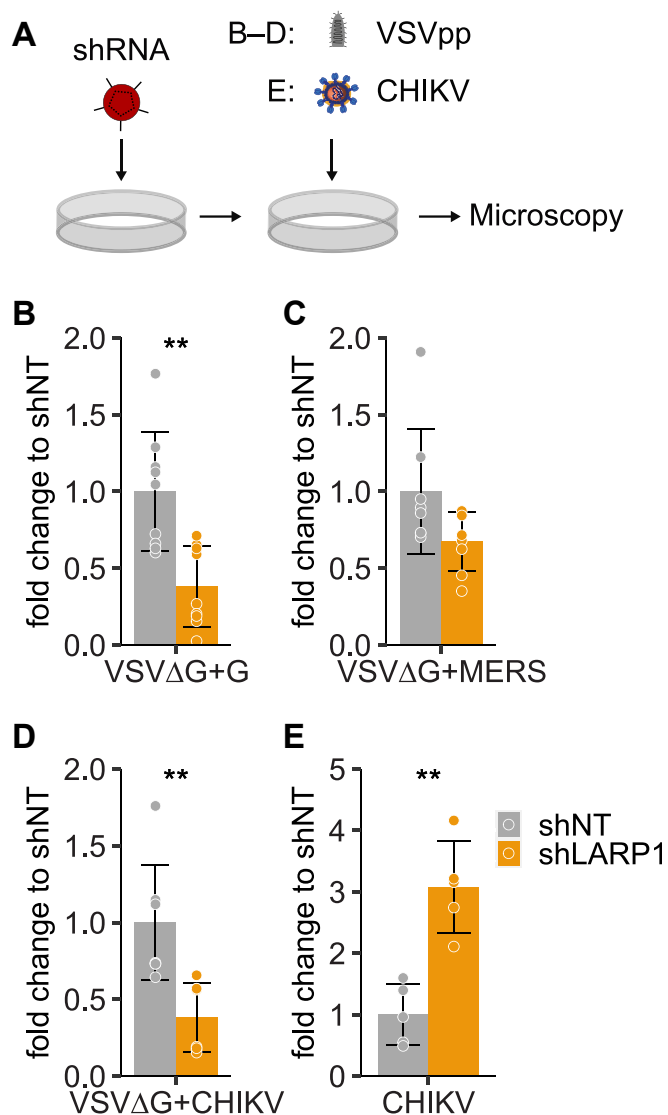 A
shRNA
B–D: VSVpp
E: CHIKV
Microscopy
B
fold change to shNT
2.0
1.5
1.0
0.5
0.0
**
VSVΔG+G
C
fold change to shNT
2.0
1.5
1.0
0.5
0.0
VSVΔG+MERS
D
fold change to shNT
2.0
1.5
1.0
0.5
0.0
**
VSVΔG+CHIKV
E
fold change to shNT
5
4
3
2
1
0
**
CHIKV
shNT
shLARP1